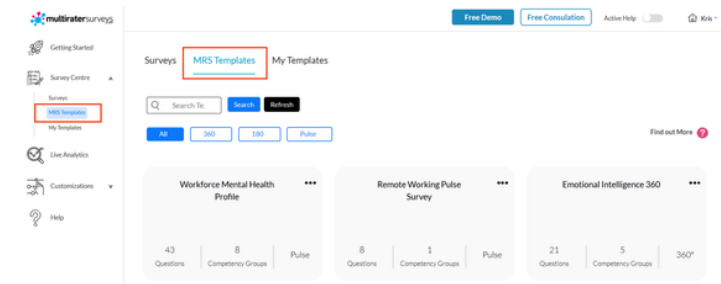 multiratersurveys
Free Demo
Free Consulation
Active Help
Kris
Getting Started
Survey Centre
Surveys
MRS Templates
My Templates
Live Analytics
Customizations
Help
Surveys
MRS Templates
My Templates
Search Te
Search
Refresh
All
360
180
Pulse
Find out More ?
Workforce Mental Health
Profile
43
Questions
8
Competency Groups
Pulse
Remote Working Pulse
Survey
8
Questions
1
Competency Groups
Pulse
Emotional Intelligence 360
21
Questions
5
Competency Groups
360°